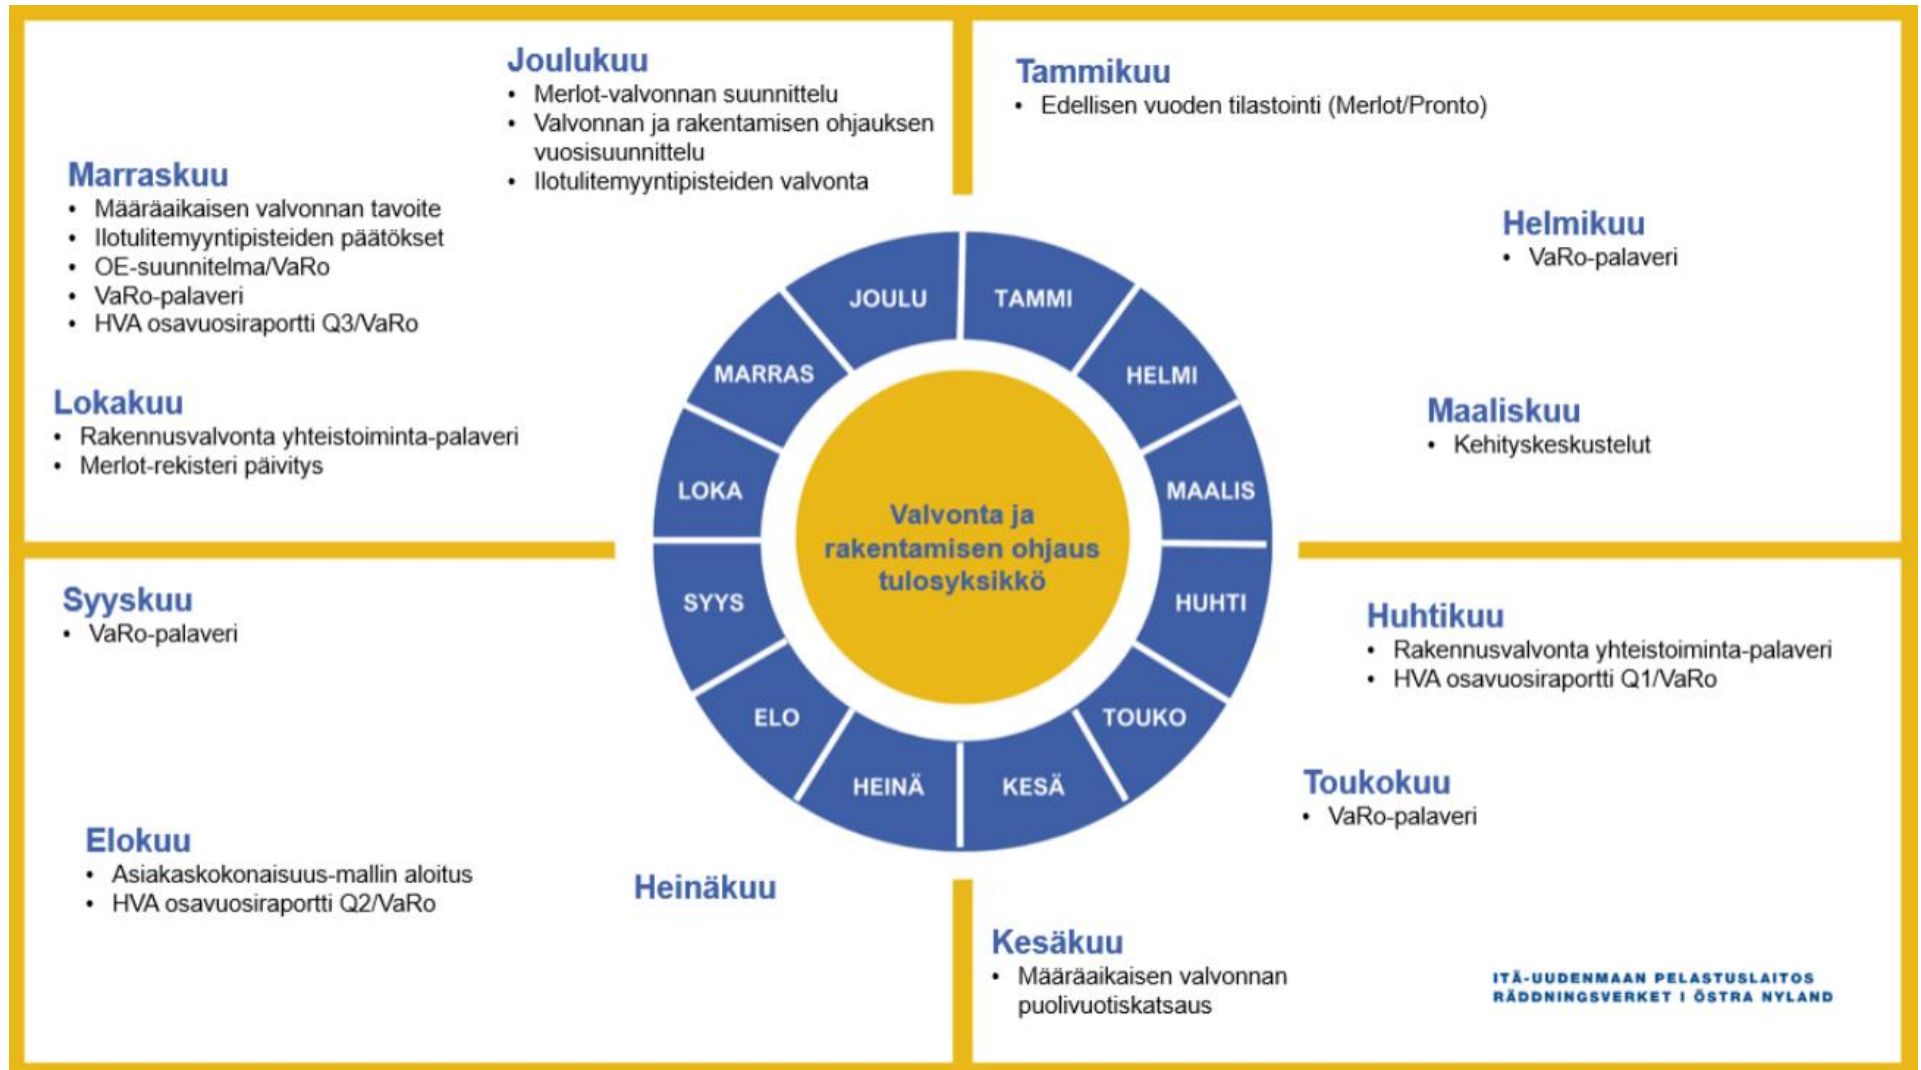 Joulukuu
• Merlot-valvonnan suunnittelu
• Valvonnan ja rakentamisen ohjauksen
vuosisuunnittelu
• Ilotulitemyyntipisteiden valvonta
Marraskuu
• Määräaikaisen valvonnan tavoite
• Ilotulitemyyntipisteiden päätökset
• OE-suunnitelma/VaRo
• VaRo-palaveri
• HVA osavuosiraportti Q3/VaRo
Lokakuu
• Rakennusvalvonta yhteistoiminta-palaveri
• Merlot-rekisteri päivitys
Tammikuu
• Edellisen vuoden tilastointi (Merlot/Pronto)
Helmikuu
• VaRo-palaveri
Maaliskuu
• Kehityskeskustelut
JOULU
TAMMI
MARRAS
HELMI
LOKA
MAALIS
SYYS
HUHTI
ELO
TOUKO
HEINÄ
KESÄ
Valvonta ja
rakentamisen ohjaus
tulosyksikkö
Syyskuu
• VaRo-palaveri
Elokuu
• Asiakaskokonaisuus-mallin aloitus
• HVA osavuosiraportti Q2/VaRo
Heinäkuu
Huhtikuu
• Rakennusvalvonta yhteistoiminta-palaveri
• HVA osavuosiraportti Q1/VaRo
Toukokuu
• VaRo-palaveri
Kesäkuu
• Määräaikaisen valvonnan
puolivuotiskatsaus
ITÄ-UUDENMAAN PELASTUSLAITOS
RÄDDNINGSVERKET I ÖSTRA NYLAND